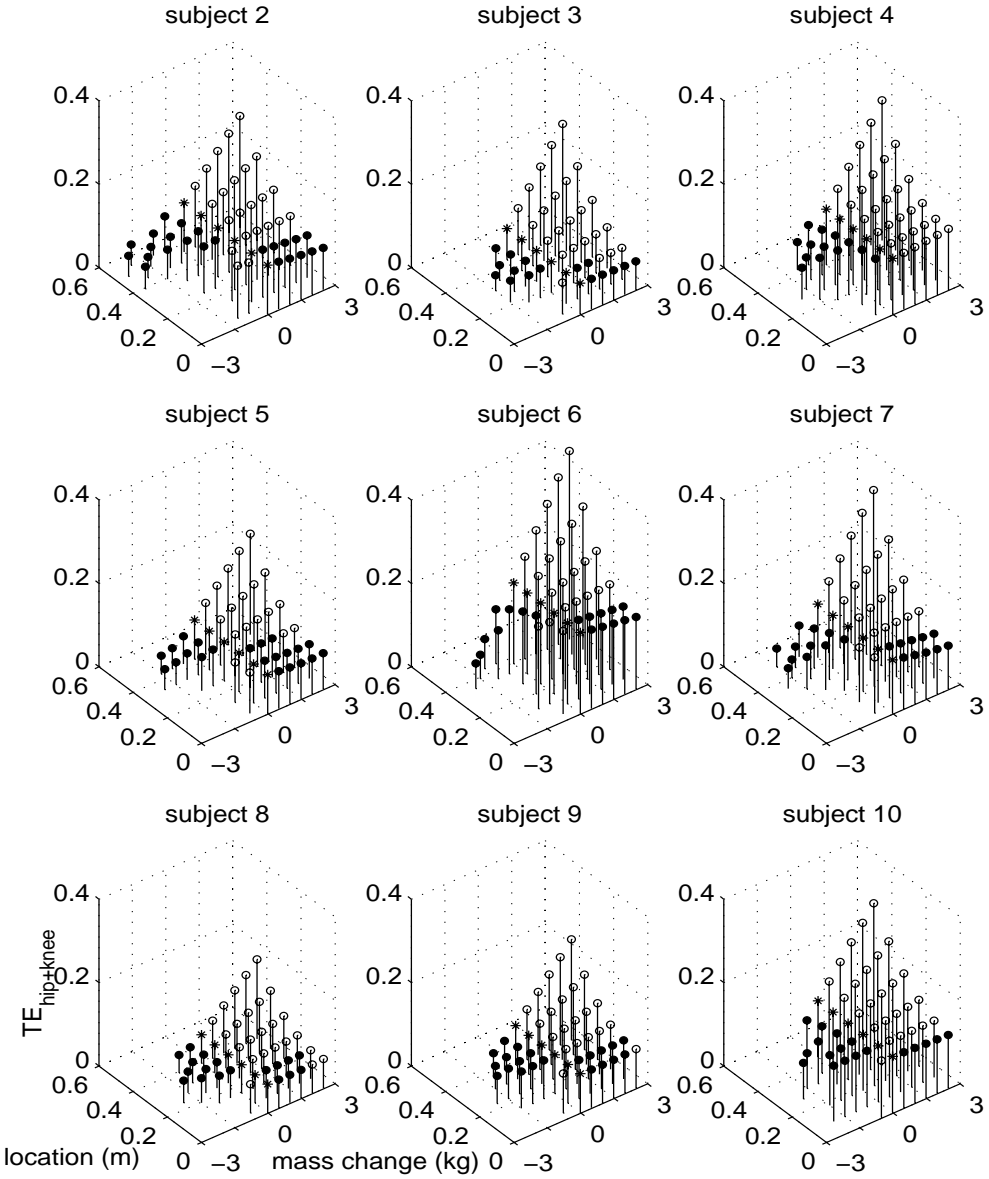 subject 2 subject 3 subject 4
0.4 0.4 0.4
0.2 0.2 0.2
0 0 0
0.6 0.6 0.6
0.4 3 0.4 3 0.4 3
0.2 0 0.2 0 0.2 0
0 −3 0 −3 0 −3
subject 5 subject 6 subject 7
0.4 0.4 0.4
0.2 0.2 0.2
0 0 0
0.6 0.6 0.6
0.4 3 0.4 3 0.4 3
0.2 0 0.2 0 0.2 0
0 −3 0 −3 0 −3
subject 8 subject 9 subject 10
0.4 0.4 0.4
TEhip+knee
0.2 0.2 0.2
0 0 0
0.6 0.6 0.6
0.4 3 0.4 3 0.4 3
0.2 0 0.2 0 0.2 0
location (m) 0 −3 mass change (kg) 0 −3 0 −3